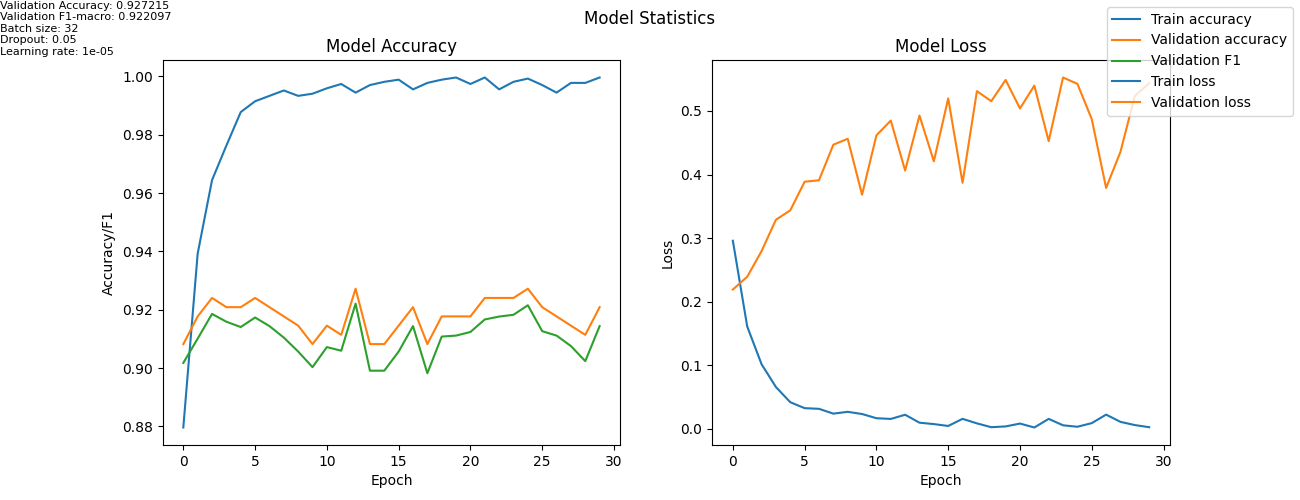 Validation Accuracy: 0.927215
Validation F1-macro: 0.922097
Batch size: 32
Dropout: 0.05
Learning rate: 1e-05
Model Statistics
Model Accuracy
1.00
0.98
0.96
0.94
0.92
0.90
0.88
Accuracy/F1
0 5 10 15 20 25 30
Epoch
Model Loss
Train accuracy
Validation accuracy
Validation F1
Train loss
Validation loss
0.5
0.4
0.3
0.2
0.1
0.0
Loss
0 5 10 15 20 25 30
Epoch